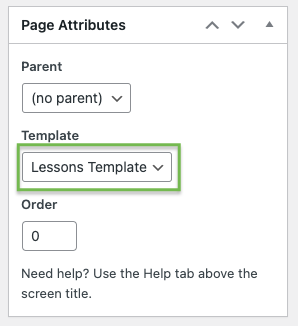 Page Attributes
Parent
(no parent)
Template
Lessons Template
Order
0
Need help? Use the Help tab above the
screen title.